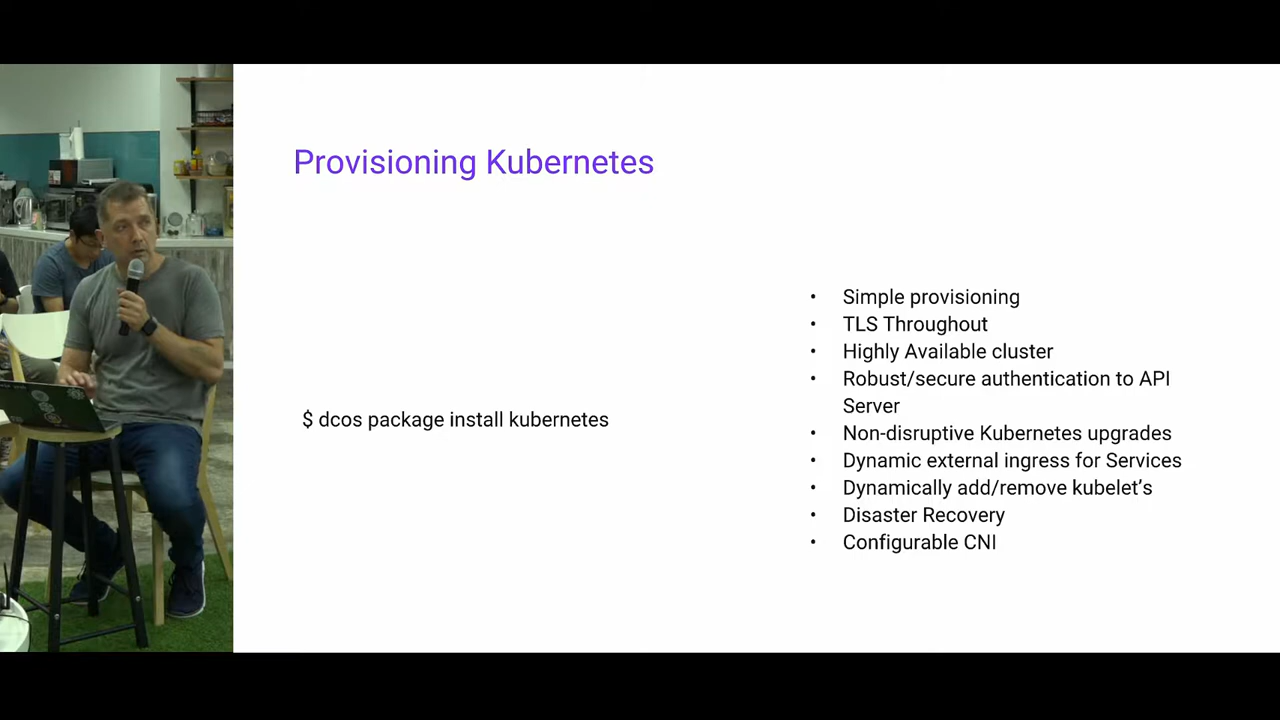 Provisioning Kubernetes
$ dcos package install kubernetes
• Simple provisioning
• TLS Throughout
• Highly Available cluster
• Robust/secure authentication to API
Server
• Non-disruptive Kubernetes upgrades
• Dynamic external ingress for Services
• Dynamically add/remove kubelet’s
• Disaster Recovery
• Configurable CNI